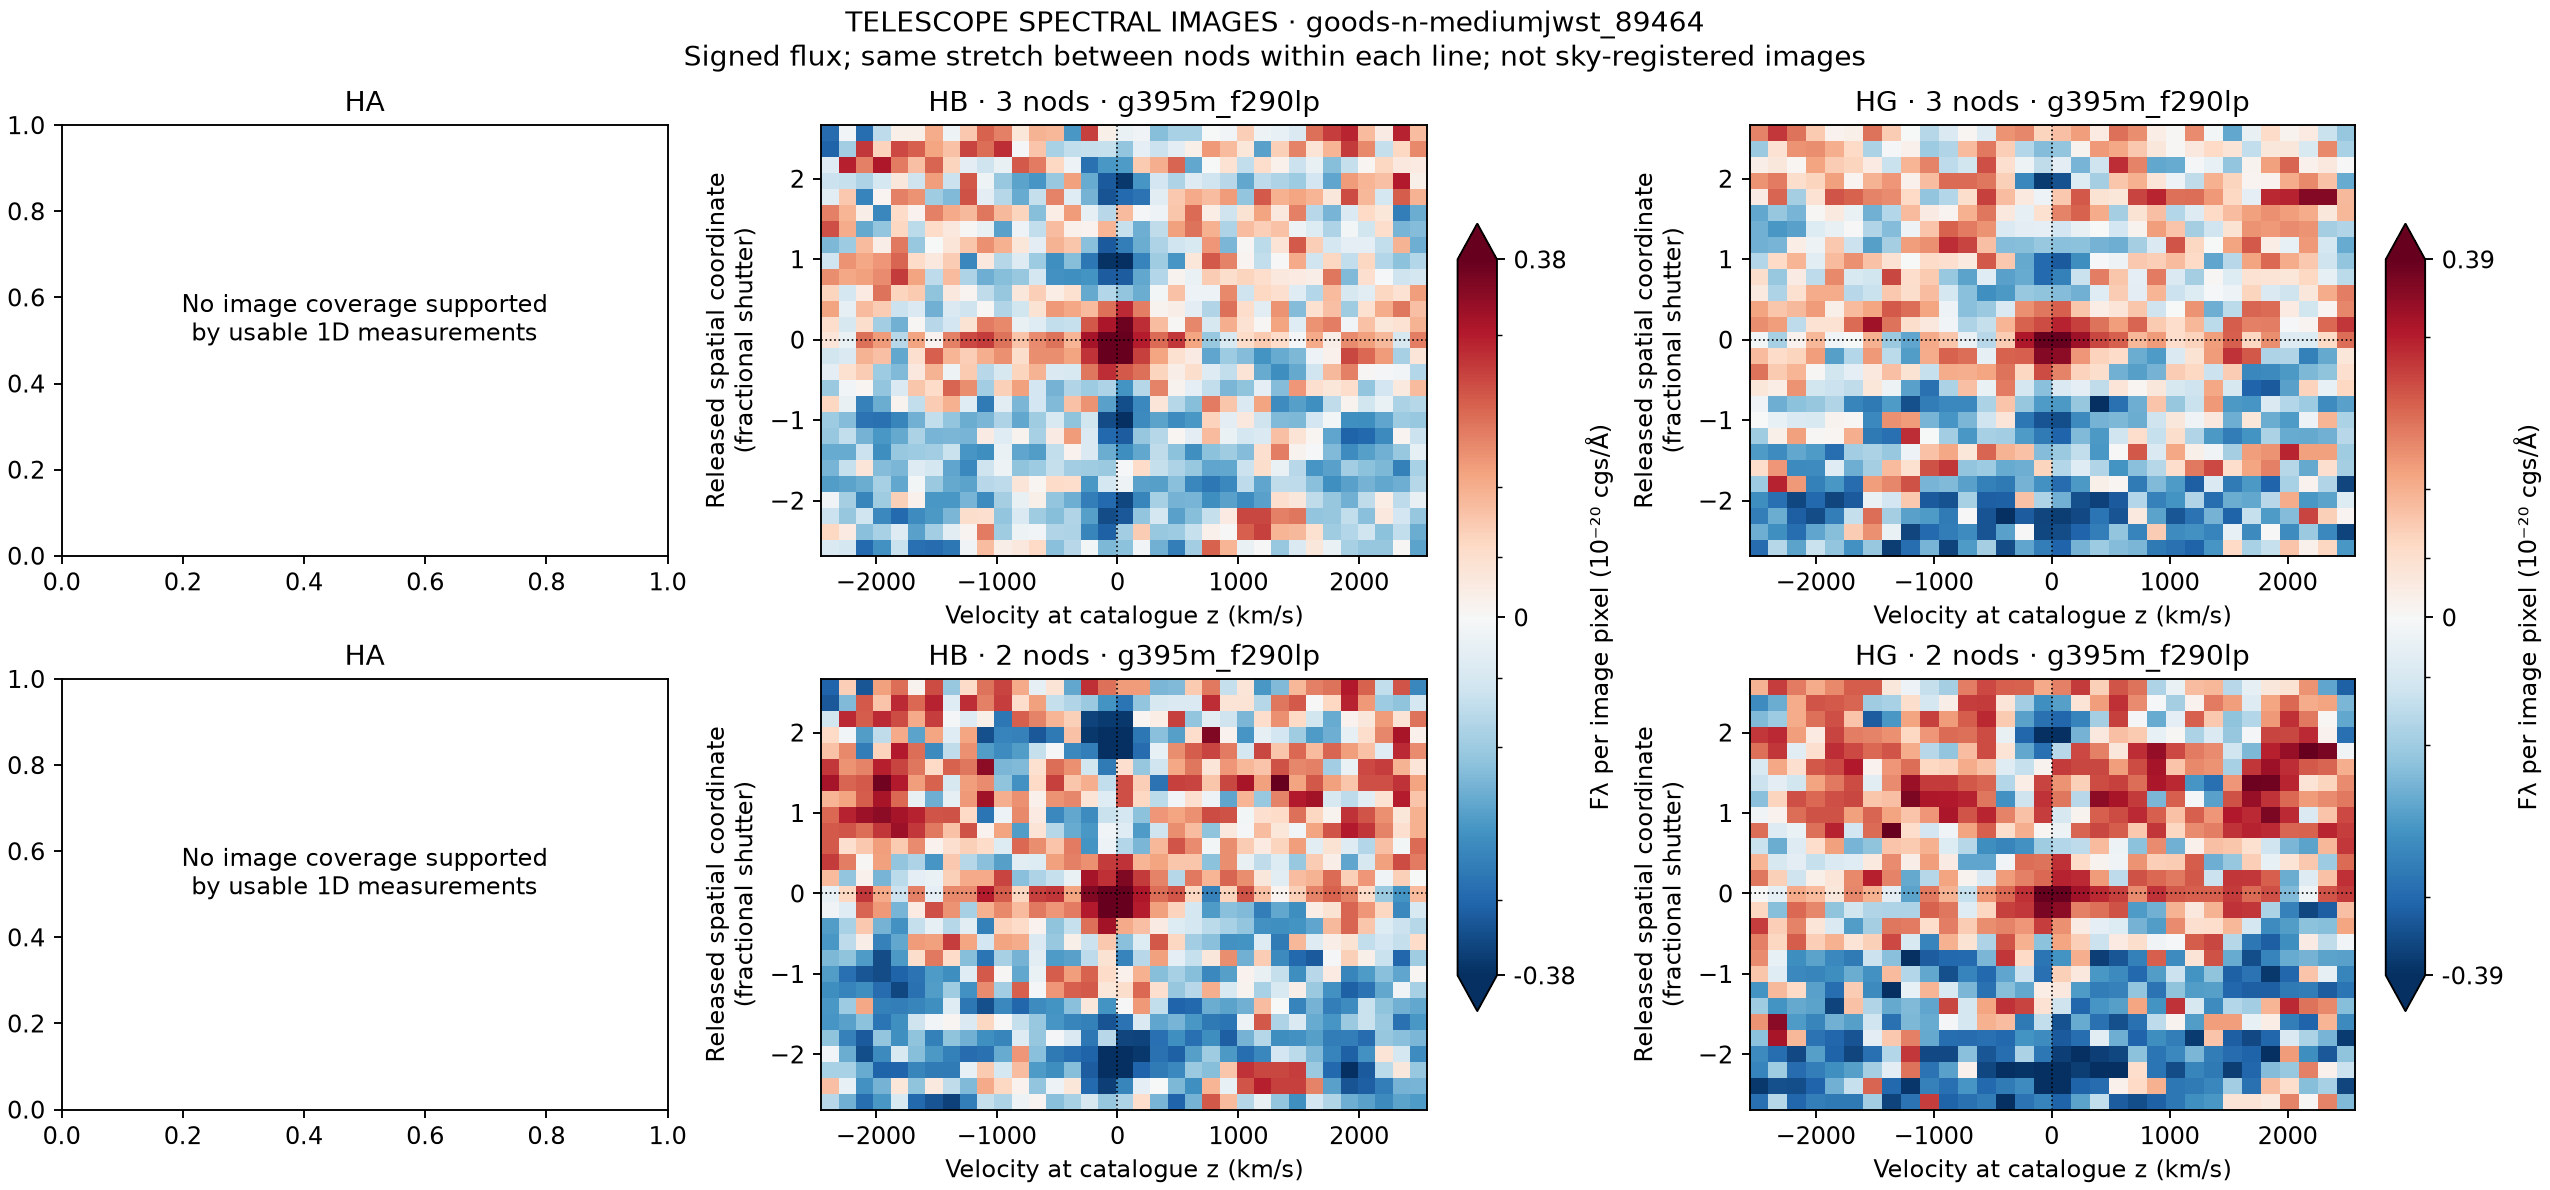 TELESCOPE SPECTRAL IMAGES · goods-n-mediumjwst_89464
Signed flux; same stretch between nods within each line; not sky-registered images
HA
1.0
0.8
0.6
0.4
0.2
0.0
No image coverage supported
by usable 1D measurements
0.0 0.2 0.4 0.6 0.8 1.0
HB · 3 nods · g395m_f290lp
Released spatial coordinate
(fractional shutter)
2
1
0
−1
−2
−2000 −1000 0 1000 2000
Velocity at catalogue z (km/s)
HG · 3 nods · g395m_f290lp
Released spatial coordinate
(fractional shutter)
2
1
0
−1
−2
−2000 −1000 0 1000 2000
Velocity at catalogue z (km/s)
HA
1.0
0.8
0.6
0.4
0.2
0.0
No image coverage supported
by usable 1D measurements
0.0 0.2 0.4 0.6 0.8 1.0
HB · 2 nods · g395m_f290lp
Released spatial coordinate
(fractional shutter)
2
1
0
−1
−2
−2000 −1000 0 1000 2000
Velocity at catalogue z (km/s)
0.38
0
-0.38
Fλ per image pixel (10⁻²⁰ cgs/Å)
HG · 2 nods · g395m_f290lp
Released spatial coordinate
(fractional shutter)
2
1
0
−1
−2
−2000 −1000 0 1000 2000
Velocity at catalogue z (km/s)
0.39
0
-0.39
Fλ per image pixel (10⁻²⁰ cgs/Å)